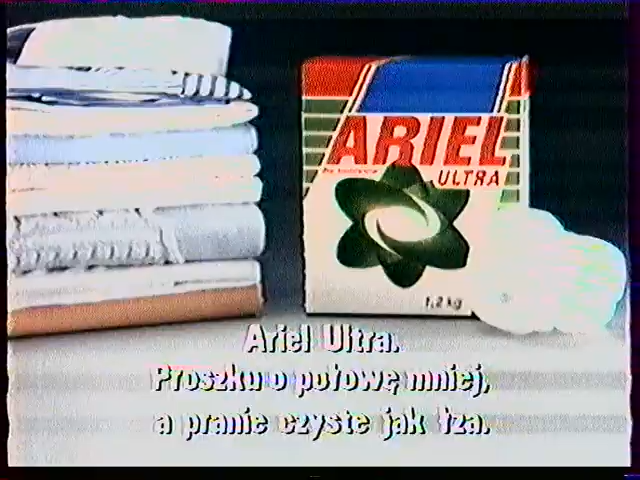 ARIEL
ULTRA
1,2 kg
Ariel Ultra.
Proszku o połowę mniej,
a pranie czyste jak łza.